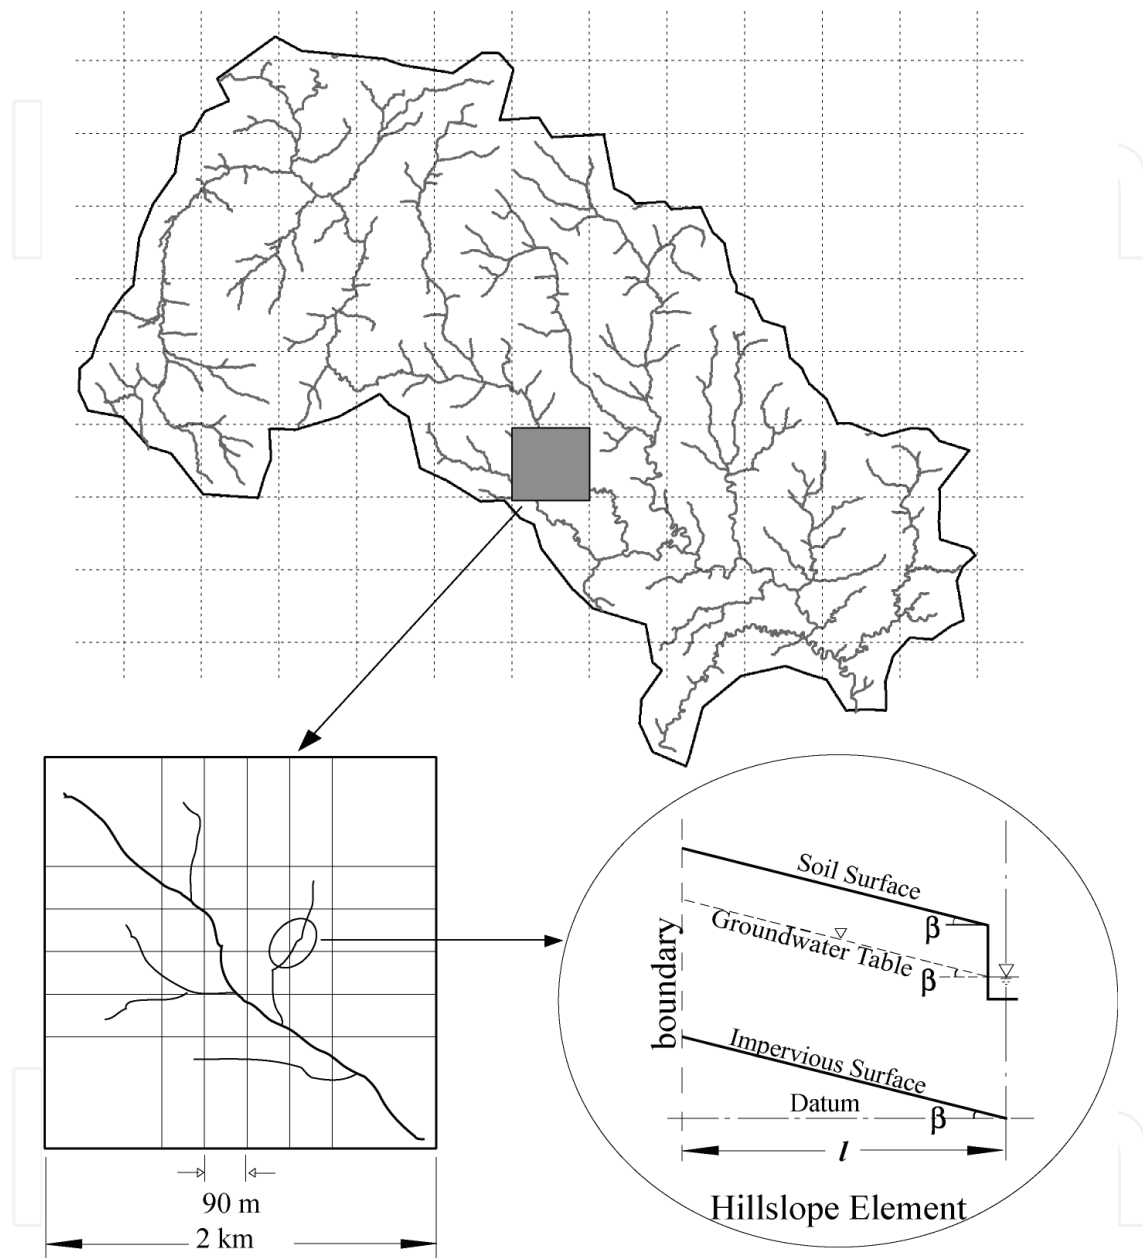 Soil Surface
β
Groundwater Table
β
boundary
Impervious Surface
Datum
β
l
Hillslope Element
90 m
2 km